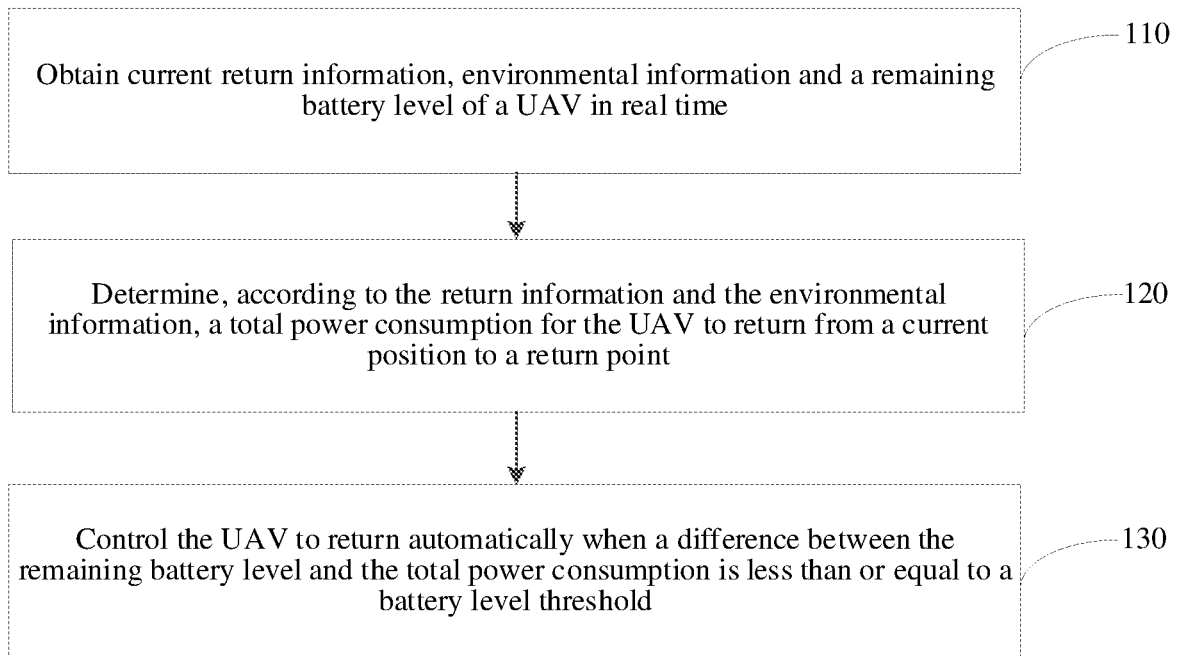 110
Obtain current return information, environmental information and a remaining
battery level of a UAV in real time
120
Determine, according to the return information and the environmental
information, a total power consumption for the UAV to return from a current
position to a return point
130
Control the UAV to return automatically when a difference between the
remaining battery level and the total power consumption is less than or equal to a
battery level threshold